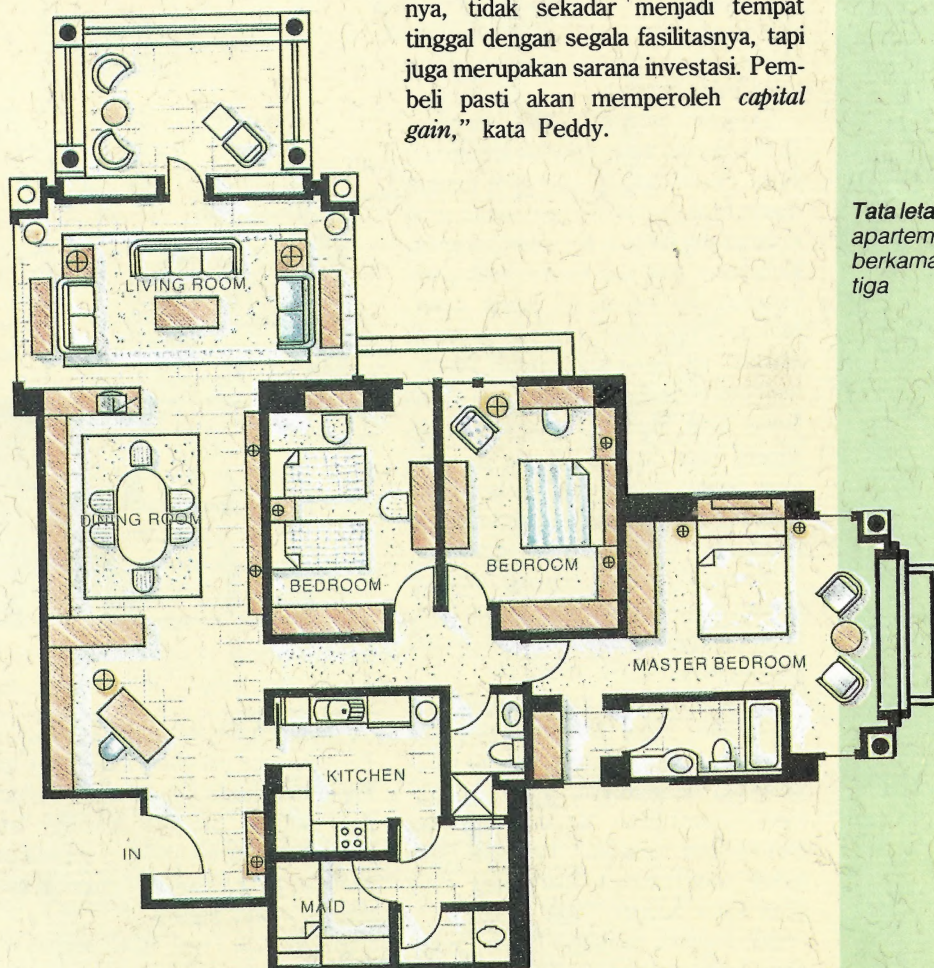 nya, tidak sekadar menjadi tempat
tinggal dengan segala fasilitasnya, tapi
juga merupakan sarana investasi. Pem-
beli pasti akan memperoleh capital
gain,” kata Peddy.
Tata leta
apartem
berkama
tiga
LIVING ROOM
DINING ROOM
BEDROOM
BEDROOM
MASTER BEDROOM
KITCHEN
IN
MAID